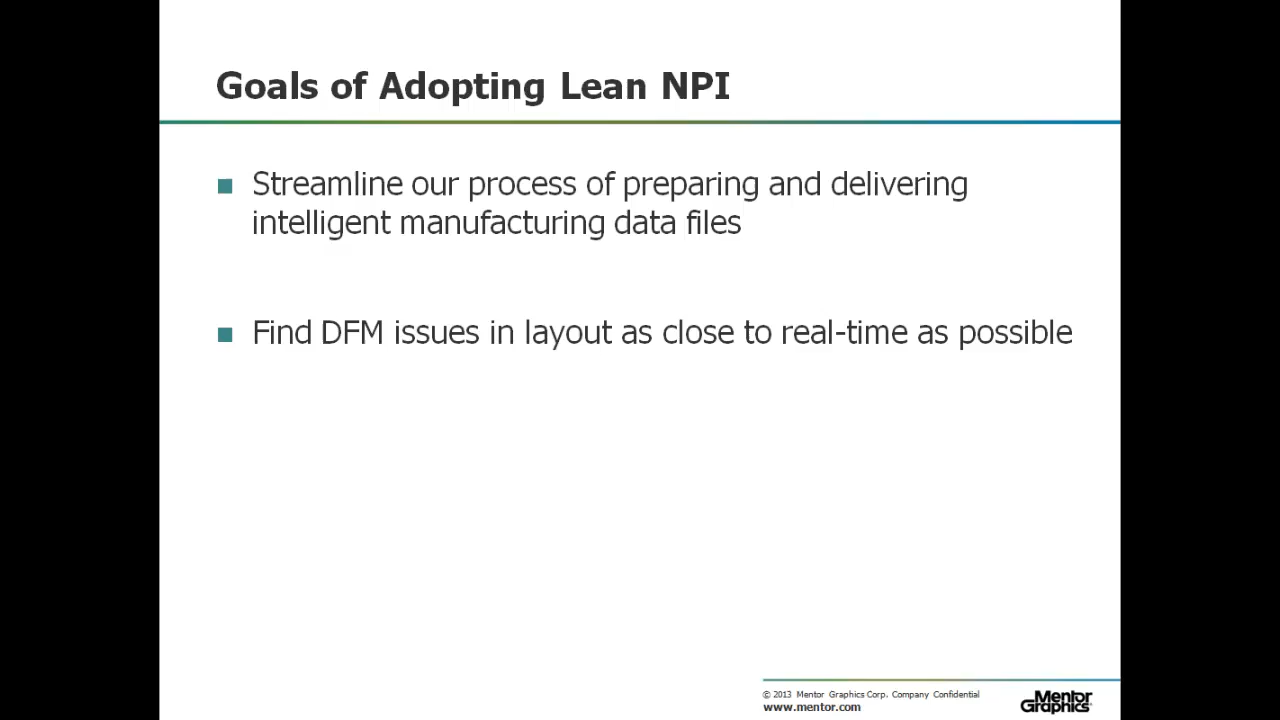 Goals of Adopting Lean NPI
Streamline our process of preparing and delivering
intelligent manufacturing data files
Find DFM issues in layout as close to real-time as possible
© 2013 Mentor Graphics Corp. Company Confidential
www.mentor.com
Mentor
Graphics